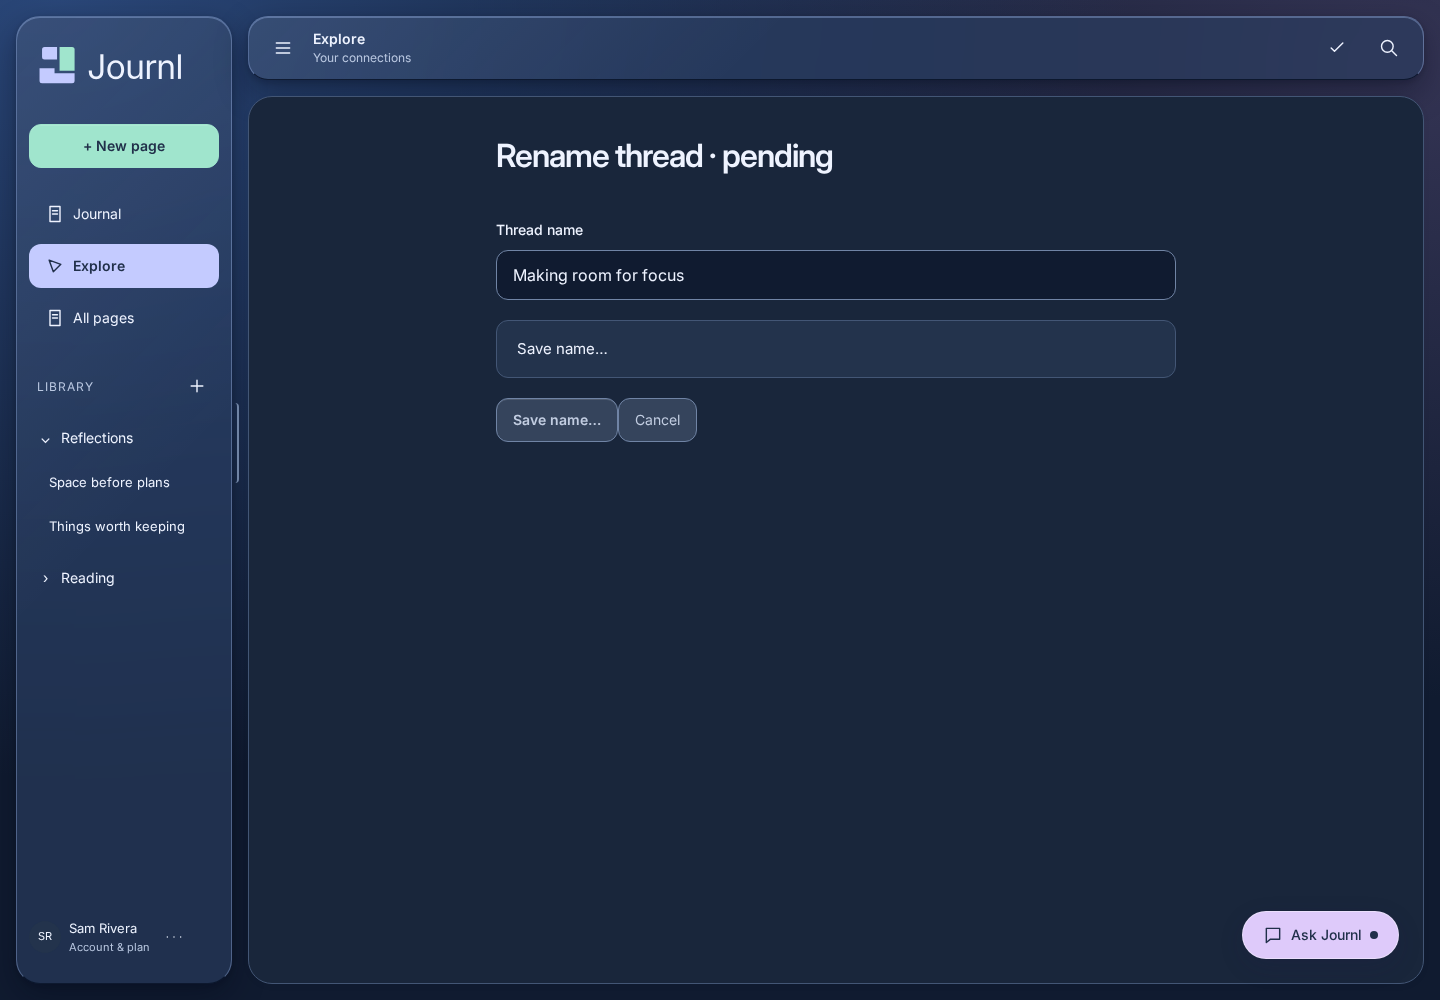 Journl
+ New page
Journal
Explore
All pages
LIBRARY
Reflections
Space before plans
Things worth keeping
Reading
SR
Sam Rivera
Account & plan
...
Explore
Your connections
Rename thread · pending
Thread name
Making room for focus
Save name...
Save name...
Cancel
Ask Journl